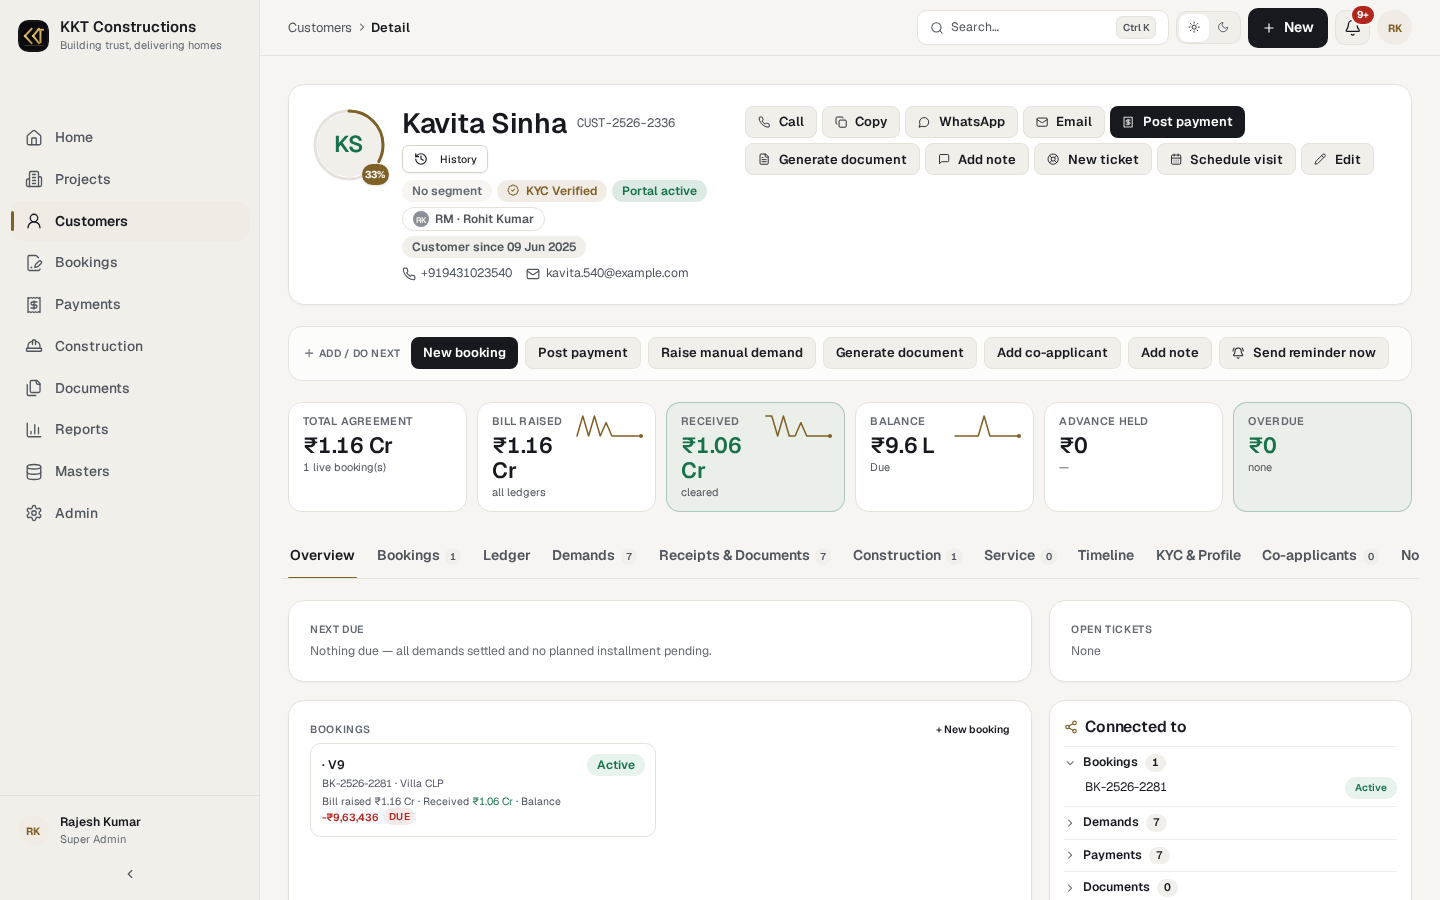 KKT Constructions
Building trust, delivering homes
Home
Projects
Customers
Bookings
Payments
Construction
Documents
Reports
Masters
Admin
RK
Rajesh Kumar
Super Admin
Customers > Detail
Search...
Ctrl K
+ New
9+
RK
KS
33%
Kavita Sinha CUST-2526-2336
History
No segment
KYC Verified
Portal active
RK RM · Rohit Kumar
Customer since 09 Jun 2025
+919431023540
kavita.540@example.com
Call
Copy
WhatsApp
Email
Post payment
Generate document
Add note
New ticket
Schedule visit
Edit
+ ADD / DO NEXT
New booking
Post payment
Raise manual demand
Generate document
Add co-applicant
Add note
Send reminder now
TOTAL AGREEMENT
₹1.16 Cr
1 live booking(s)
BILL RAISED
₹1.16
Cr
all ledgers
RECEIVED
₹1.06
Cr
cleared
BALANCE
₹9.6 L
Due
ADVANCE HELD
₹0
—
OVERDUE
₹0
none
Overview
Bookings 1
Ledger
Demands 7
Receipts & Documents 7
Construction 1
Service 0
Timeline
KYC & Profile
Co-applicants 0
No
NEXT DUE
Nothing due — all demands settled and no planned installment pending.
OPEN TICKETS
None
BOOKINGS
+ New booking
· V9
Active
BK-2526-2281 · Villa CLP
Bill raised ₹1.16 Cr · Received ₹1.06 Cr · Balance
-₹9,63,436 DUE
Connected to
Bookings 1
BK-2526-2281
Active
Demands 7
Payments 7
Documents 0